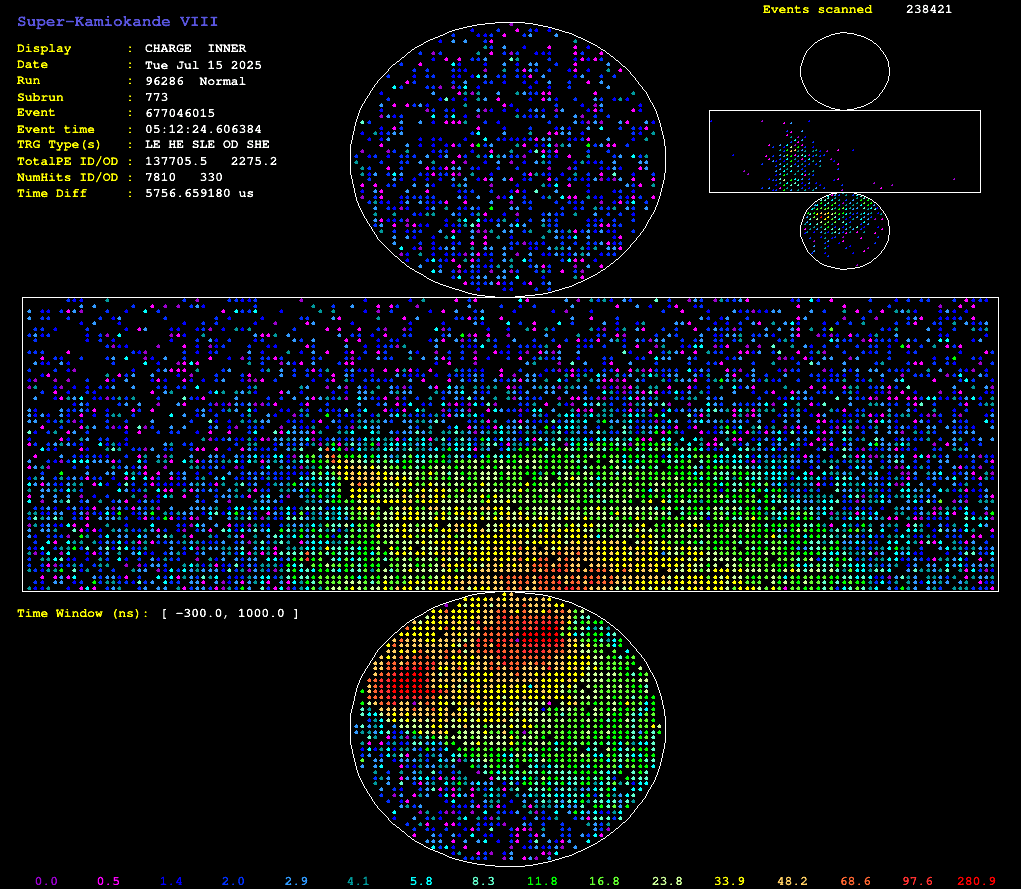 Super-Kamiokande VIII
Events scanned 238421
Display : CHARGE INNER
Date : Tue Jul 15 2025
Run : 96286 Normal
Subrun : 773
Event : 677046015
Event time : 05:12:24.606384
TRG Type(s) : LE HE SLE OD SHE
TotalPE ID/OD : 137705.5 2275.2
NumHits ID/OD : 7810 330
Time Diff : 5756.659180 us
Time Window (ns): [ -300.0, 1000.0 ]
0.0 0.5 1.4 2.0 2.9 4.1 5.8 8.3 11.8 16.8 23.8 33.9 48.2 68.6 97.6 280.9